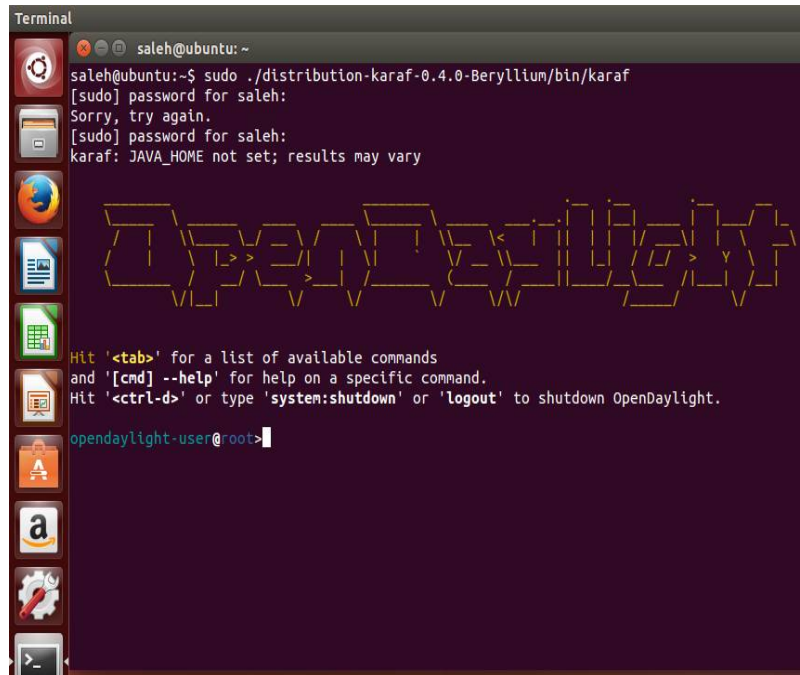 Terminal
saleh@ubuntu: ~
saleh@ubuntu:~$ sudo ./distribution-karaf-0.4.0-Beryllium/bin/karaf
[sudo] password for saleh:
Sorry, try again.
[sudo] password for saleh:
karaf: JAVA_HOME not set; results may vary
OpenDaylight
Hit '<tab>' for a list of available commands
and '[cmd] --help' for help on a specific command.
Hit '<ctrl-d>' or type 'system:shutdown' or 'logout' to shutdown OpenDaylight.
opendaylight-user@root>